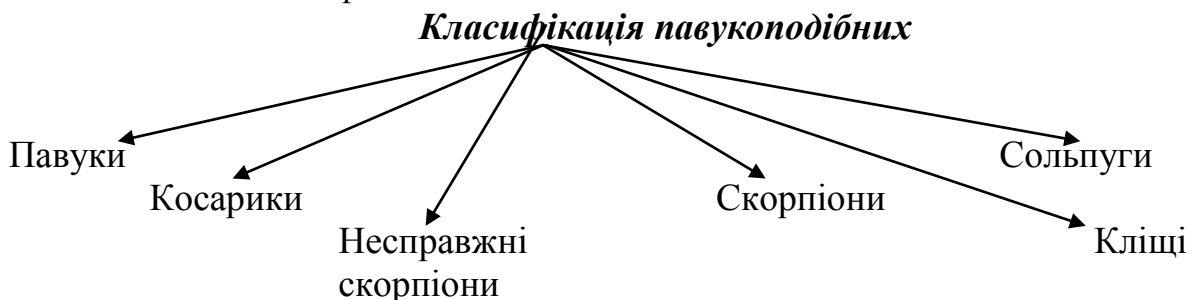 Класифікація павукоподібних
Павуки
Сольпуги
Косарики
Скорпіони
Несправжні
скорпіони
Кліщі